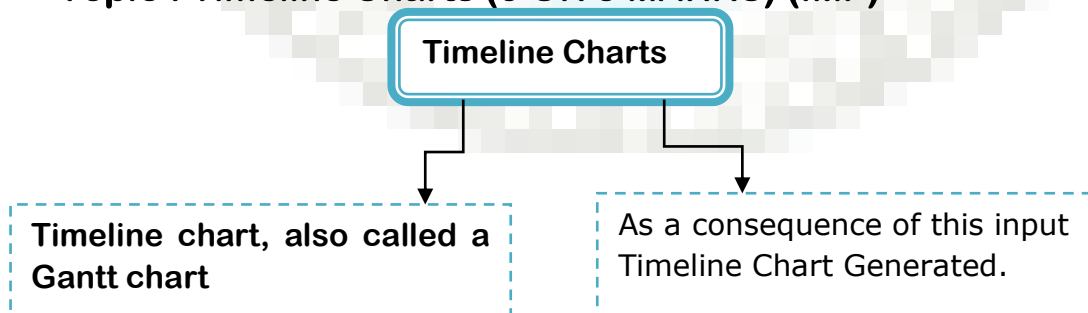 Timeline Charts
Timeline chart, also called a
Gantt chart
As a consequence of this input
Timeline Chart Generated.